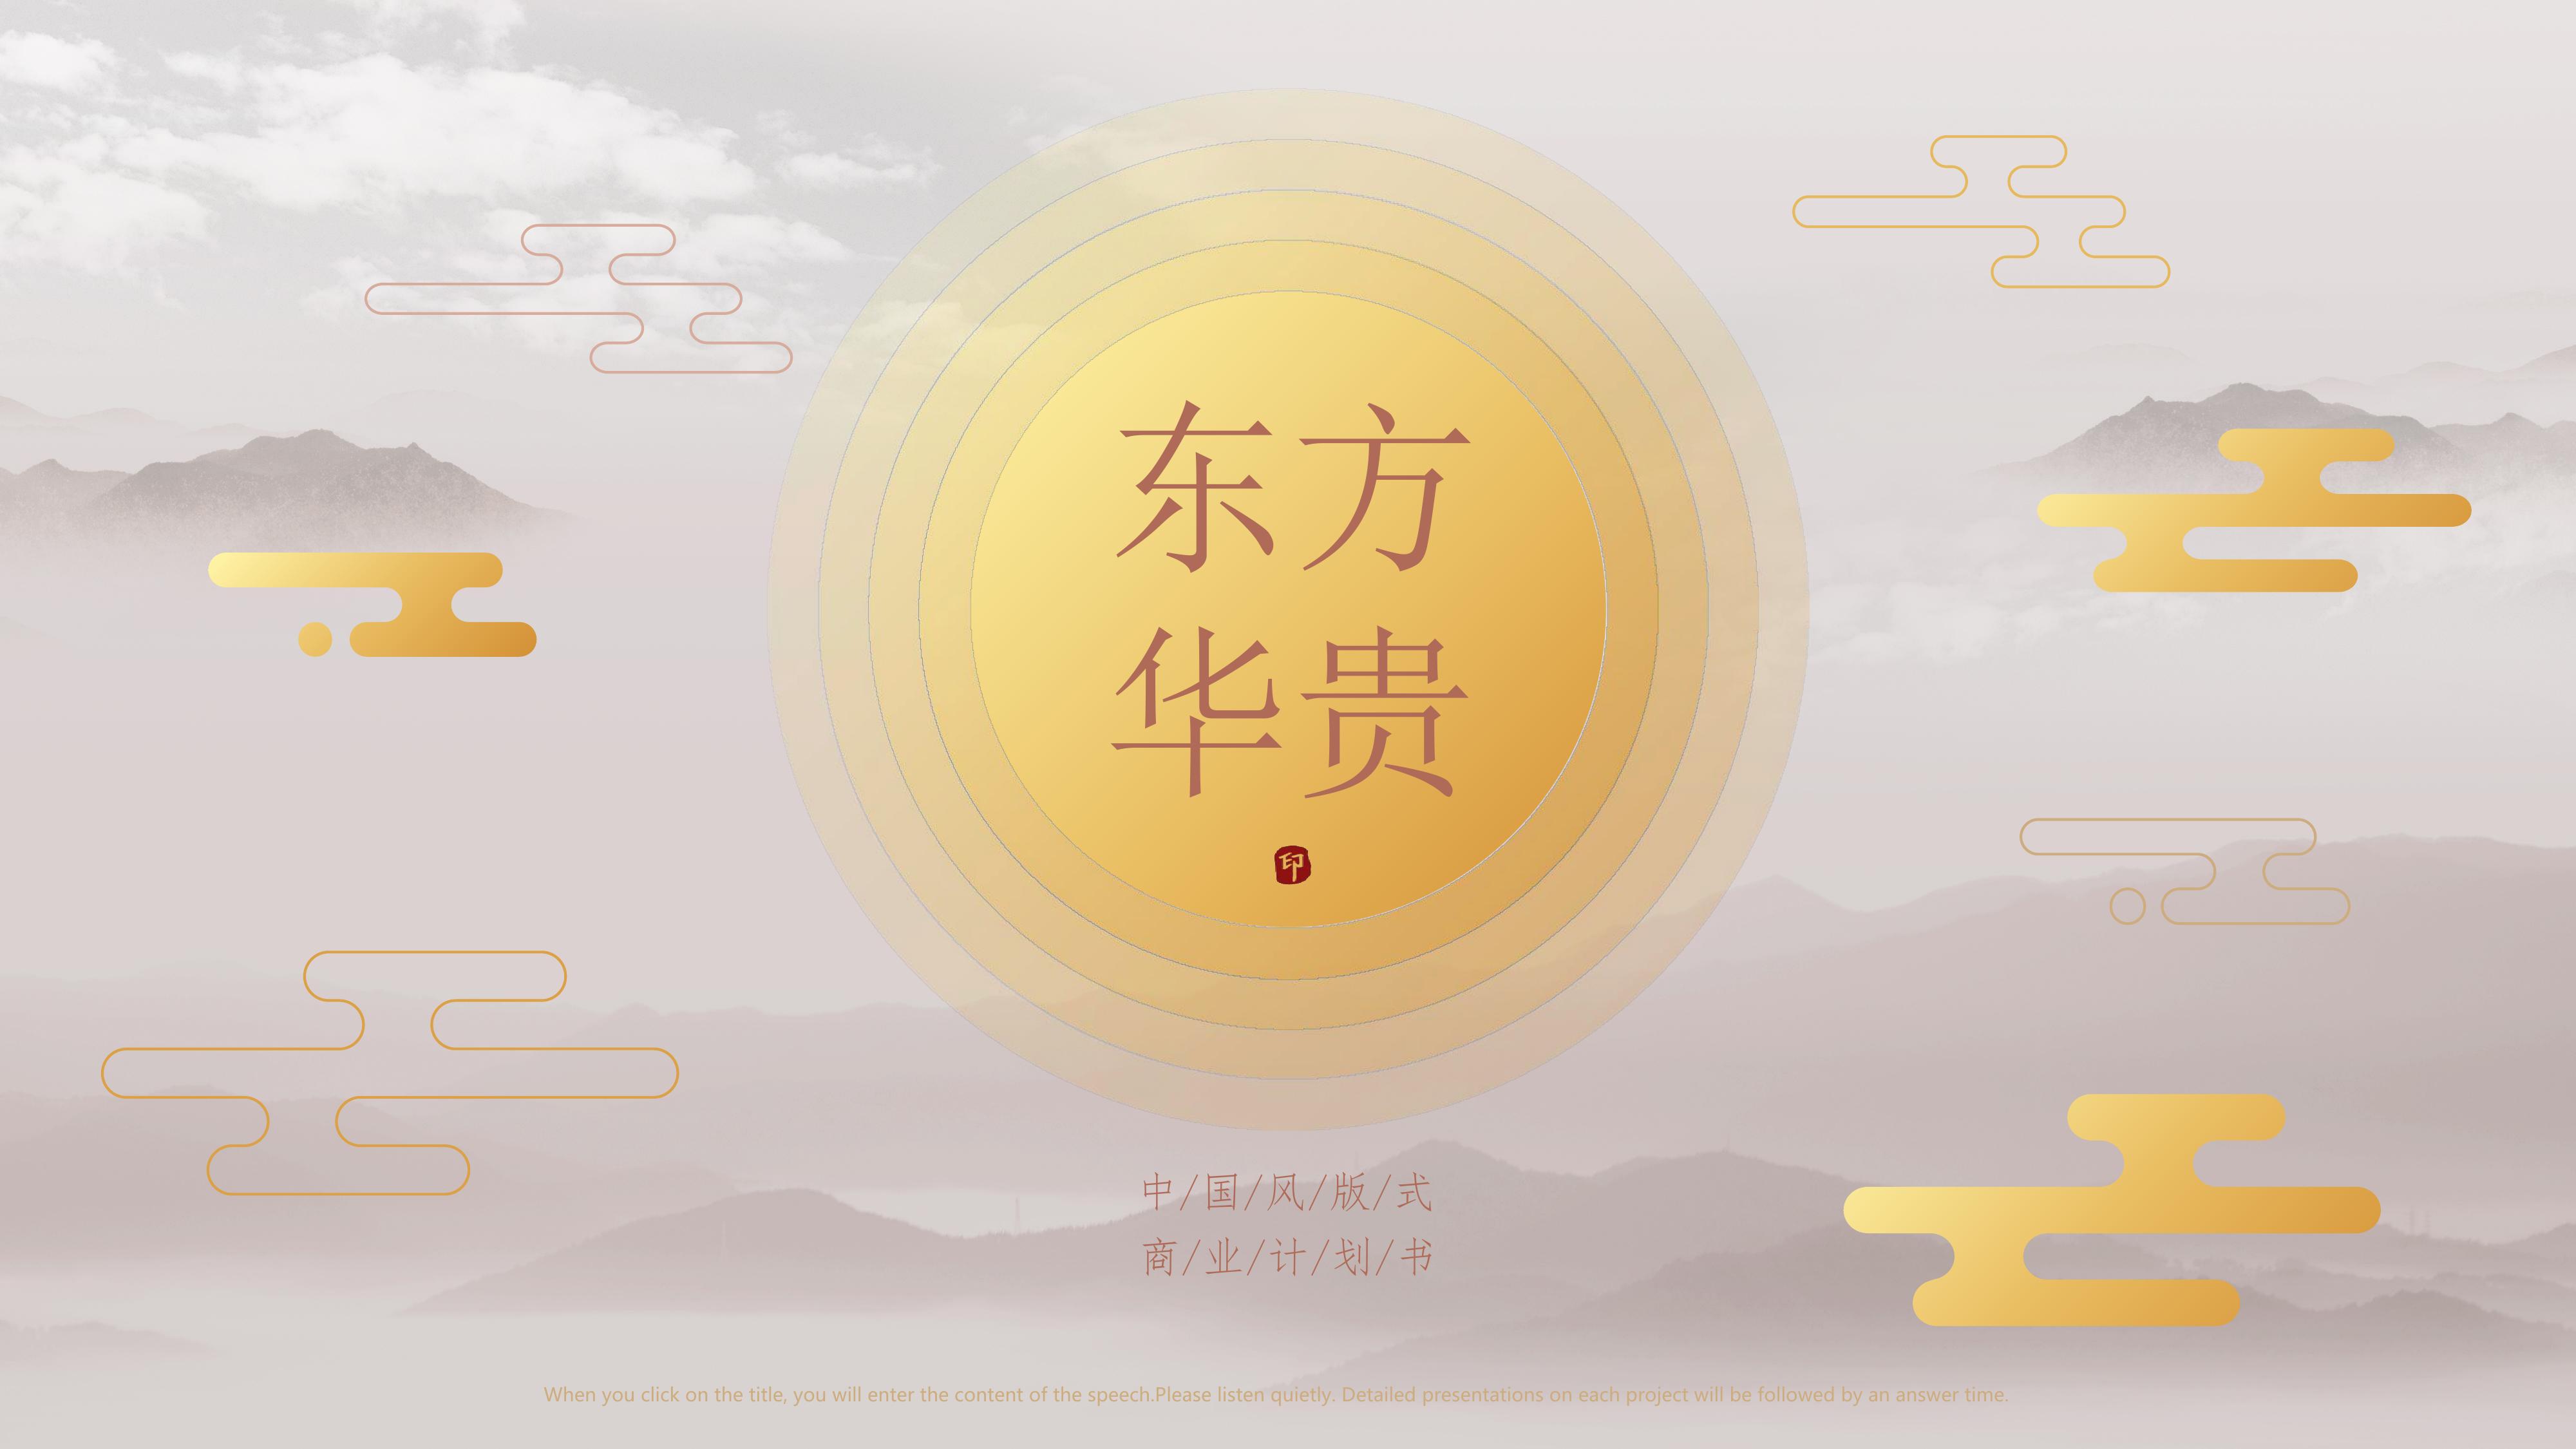 东方
华贵
印
中/国/风/版/式
商/业/计/划/书
When you click on the title, you will enter the content of the speech.Please listen quietly. Detailed presentations on each project will be followed by an answer time.